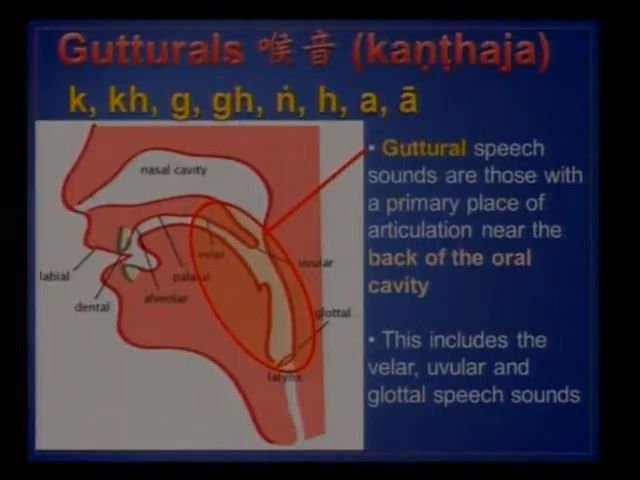 Gutturals 喉音 (kaṇṭhaja)
k, kh, g, gh, ṅ, h, a, ā
• Guttural speech
sounds are those with
a primary place of
articulation near the
back of the oral
cavity
• This includes the
velar, uvular and
glottal speech sounds
nasal cavity
velar
uvular
labial
palatal
alveolar
dental
glottal
larynx